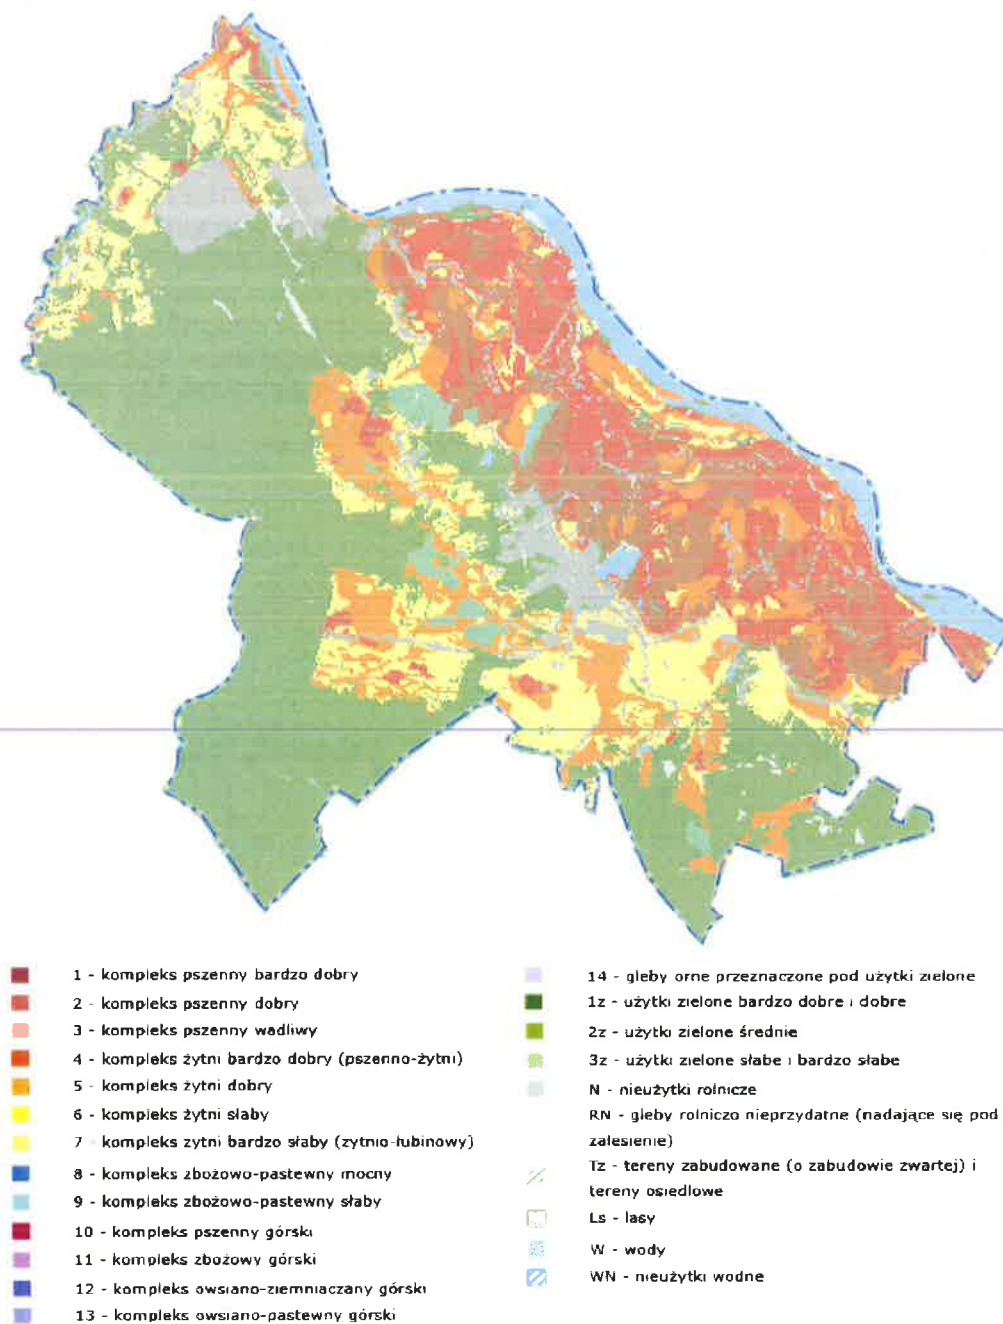 1 - kompleks pszenny bardzo dobry
2 - kompleks pszenny dobry
3 - kompleks pszenny wadliwy
4 - kompleks żytni bardzo dobry (pszenno-żytni)
5 - kompleks żytni dobry
6 - kompleks żytni słaby
7 - kompleks żytni bardzo słaby (żytnio-łubinowy)
8 - kompleks zbożowo-pastewny mocny
9 - kompleks zbożowo-pastewny słaby
10 - kompleks pszenny górski
11 - kompleks zbożowy górski
12 - kompleks owsiano-ziemniaczany górski
13 - kompleks owsiano-pastewny górski
14 - gleby orne przeznaczone pod użytki zielone
1z - użytki zielone bardzo dobre i dobre
2z - użytki zielone średnie
3z - użytki zielone słabe i bardzo słabe
N - nieużytki rolnicze
RN - gleby rolniczo nieprzydatne (nadające się pod
zalesienie)
Tz - tereny zabudowane (o zabudowie zwartej) i
tereny osiedlowe
Ls - lasy
W - wody
WN - nieużytki wodne